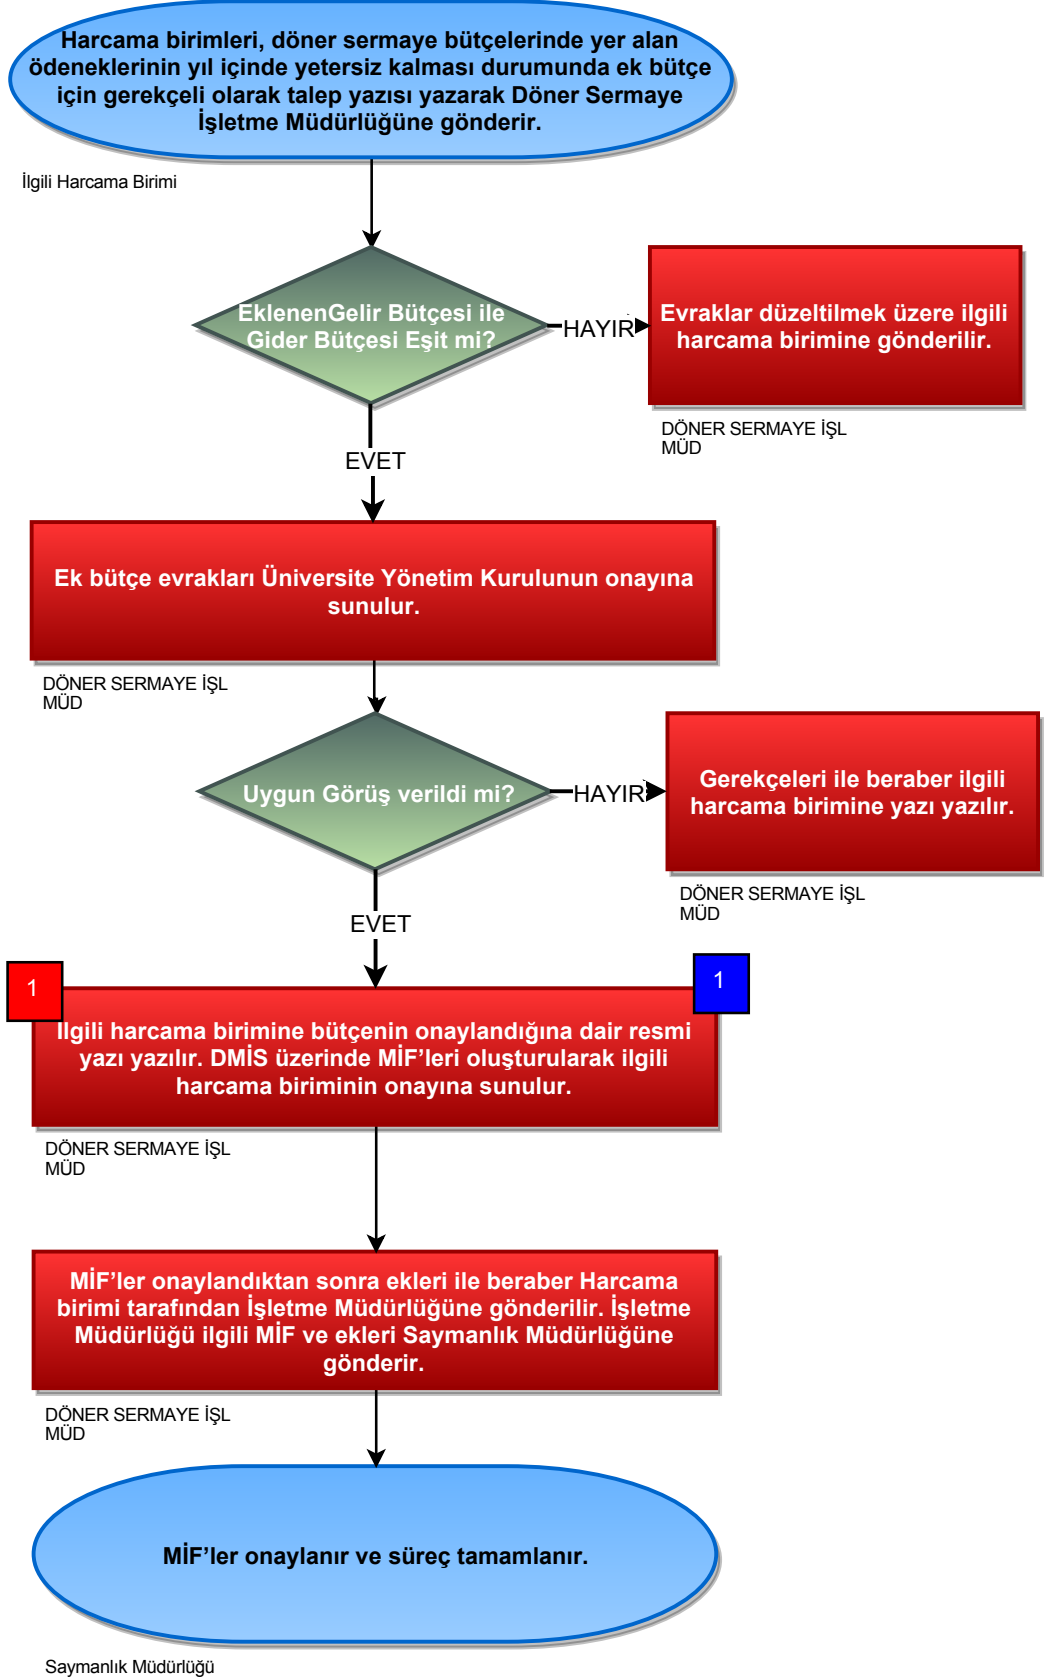 Harcama birimleri, döner sermaye bütçelerinde yer alan
ödeneklerinin yıl içinde yetersiz kalması durumunda ek bütçe
için gerekçeli olarak talep yazısı yazarak Döner Sermaye
İşletme Müdürlüğüne gönderir.
İlgili Harcama Birimi
EklenenGelir Bütçesi ile
Gider Bütçesi Eşit mi?
HAYIR
Evraklar düzeltilmek üzere ilgili
harcama birimine gönderilir.
DÖNER SERMAYE İŞL
MÜD
EVET
Ek bütçe evrakları Üniversite Yönetim Kurulunun onayına
sunulur.
DÖNER SERMAYE İŞL
MÜD
Uygun Görüş verildi mi?
HAYIR
Gerekçeleri ile beraber ilgili
harcama birimine yazı yazılır.
DÖNER SERMAYE İŞL
MÜD
EVET
1
1
İlgili harcama birimine bütçenin onaylandığına dair resmi
yazı yazılır. DMİS üzerinde MİF’leri oluşturularak ilgili
harcama biriminin onayına sunulur.
DÖNER SERMAYE İŞL
MÜD
MİF’ler onaylandıktan sonra ekleri ile beraber Harcama
birimi tarafından İşletme Müdürlüğüne gönderilir. İşletme
Müdürlüğü ilgili MİF ve ekleri Saymanlık Müdürlüğüne
gönderir.
DÖNER SERMAYE İŞL
MÜD
MİF’ler onaylanır ve süreç tamamlanır.
Saymanlık Müdürlüğü